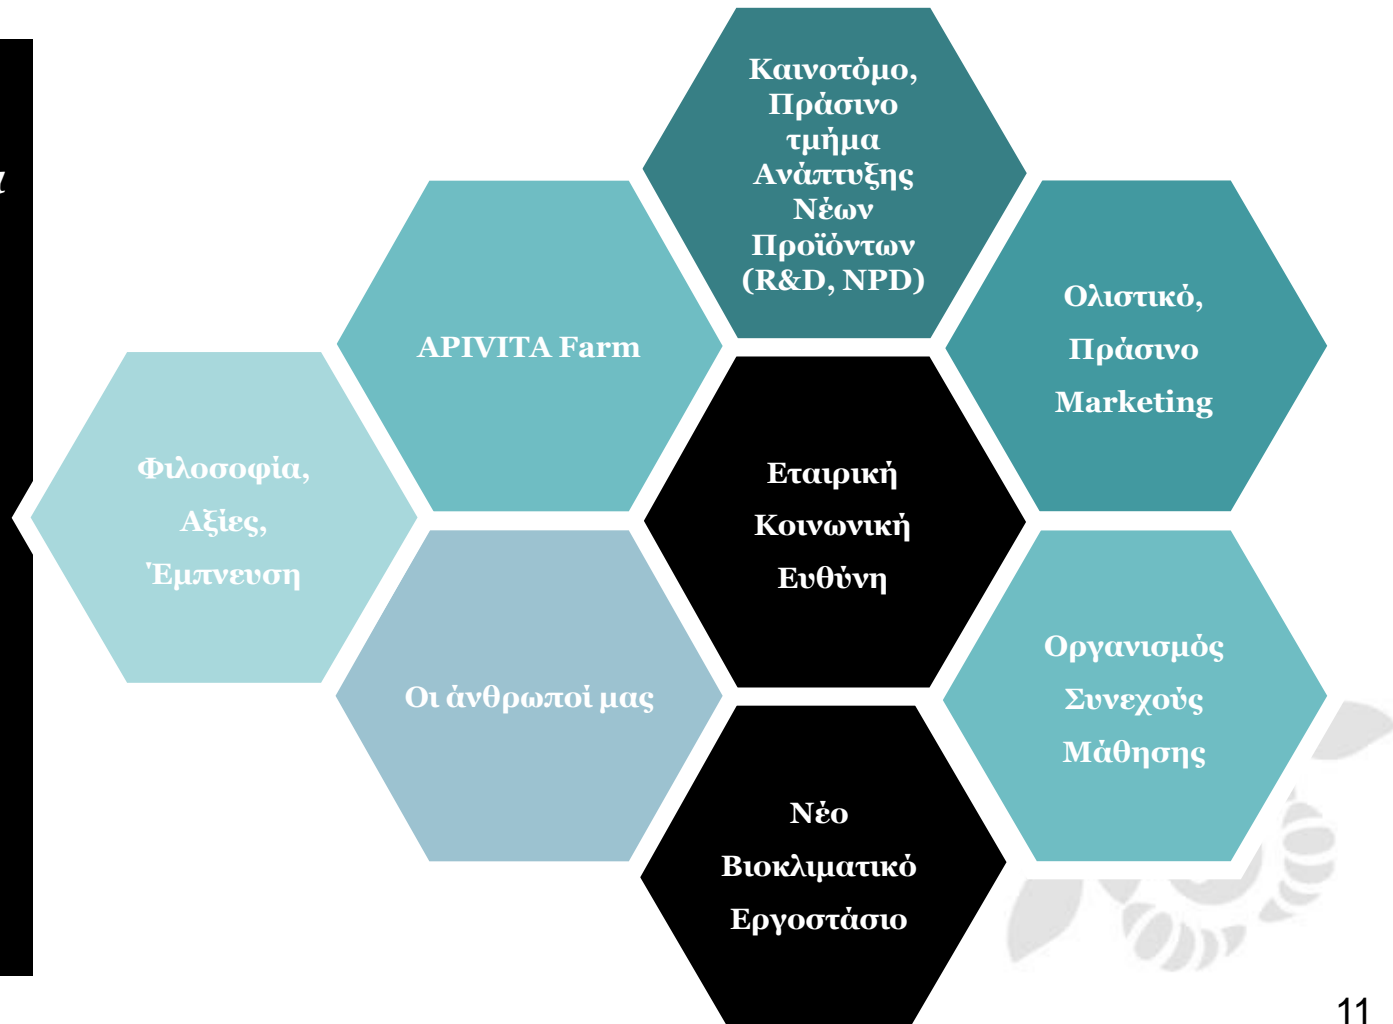 Καινοτόμο,
Πράσινο
τμήμα
Ανάπτυξης
Νέων
Προϊόντων
(R&D, NPD)
APIVITA Farm
Ολιστικό,
Πράσινο
Marketing
Φιλοσοφία,
Αξίες,
Έμπνευση
Εταιρική
Κοινωνική
Ευθύνη
Οι άνθρωποί μας
Οργανισμός
Συνεχούς
Μάθησης
Νέο
Βιοκλιματικό
Εργοστάσιο
11